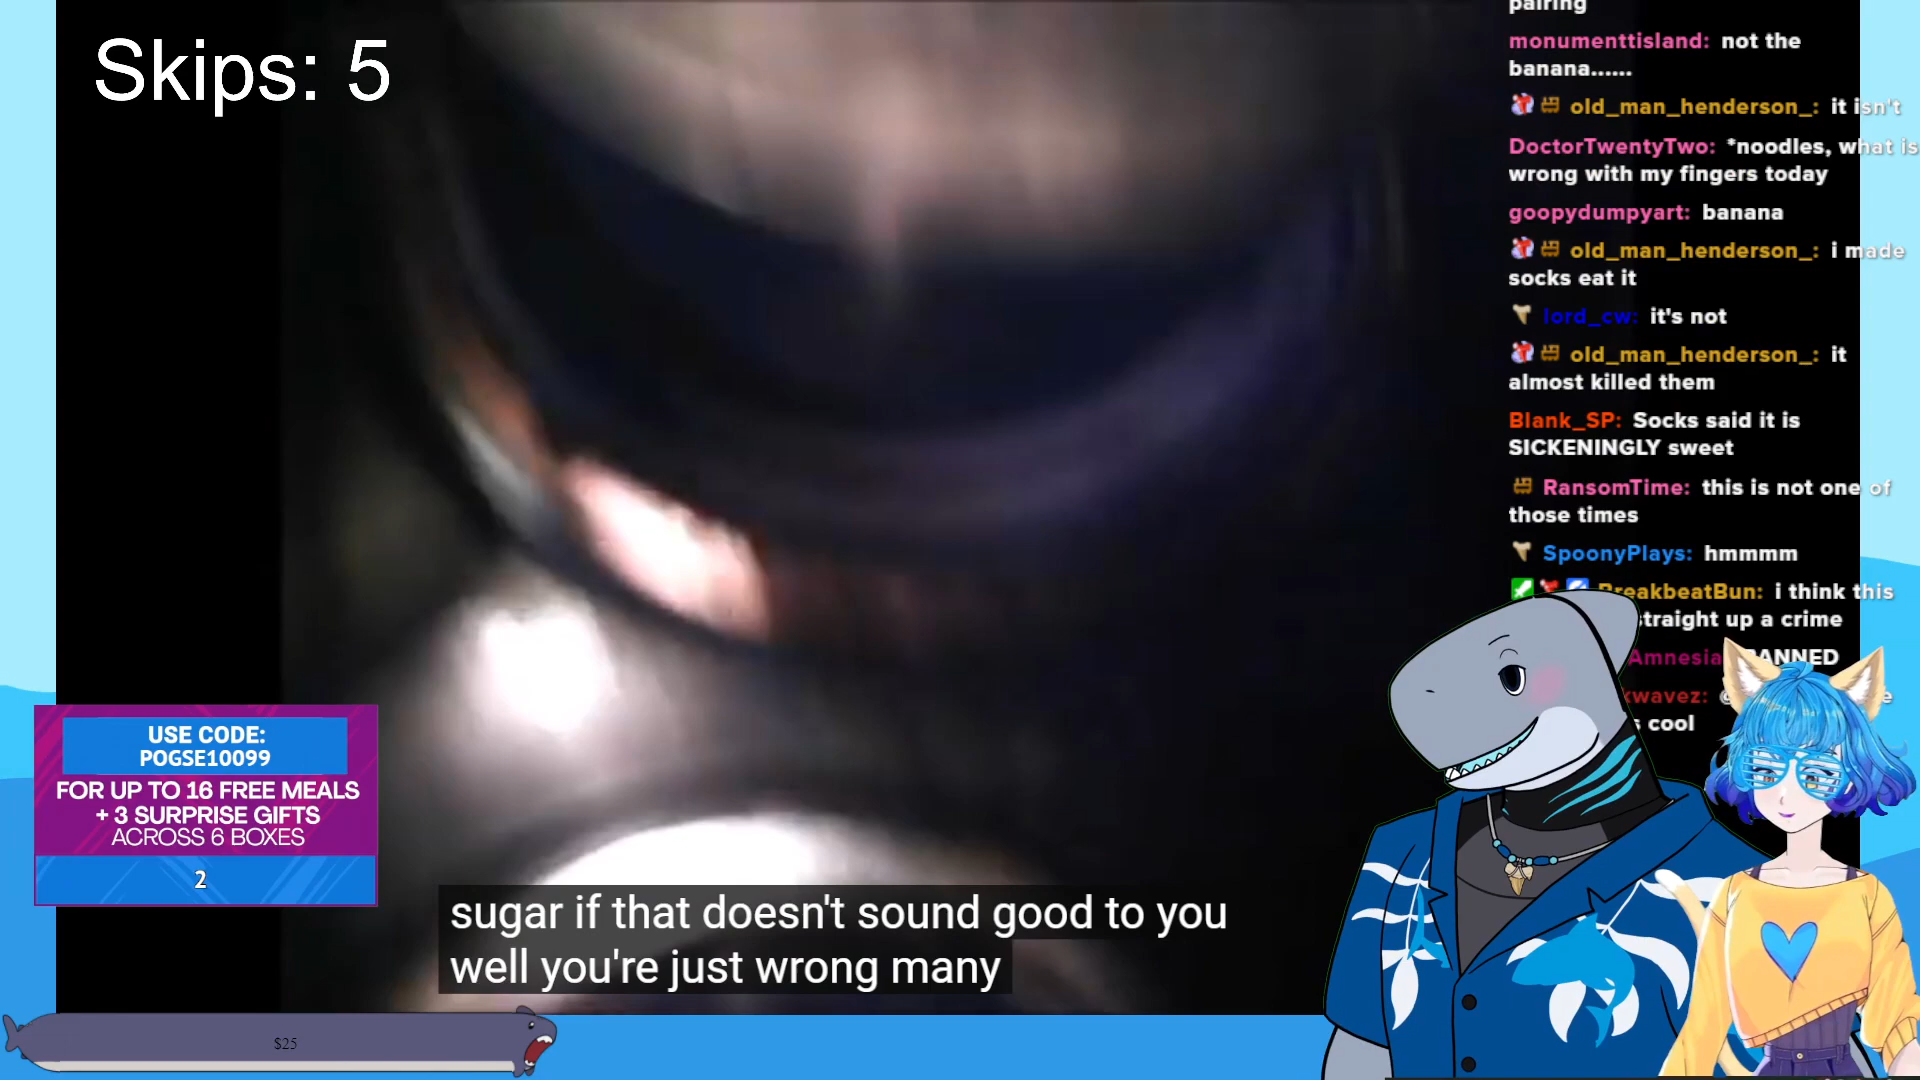 Skips: 5
pairing
monumenttisland: not the
banana......
old_man_henderson_: it isn't
DoctorTwentyTwo: *noodles, what is
wrong with my fingers today
goopydumpyart: banana
old_man_henderson_: i made
socks eat it
lord_cw: it's not
old_man_henderson_: it
almost killed them
Blank_SP: Socks said it is
SICKENINGLY sweet
RansomTime: this is not one of
those times
SpoonyPlays: hmmmm
BreakbeatBun: i think this
straight up a crime
Amnesia
cool
USE CODE:
POGSE10099
FOR UP TO 16 FREE MEALS
+ 3 SURPRISE GIFTS
ACROSS 6 BOXES
2
sugar if that doesn't sound good to you
well you're just wrong many
$25